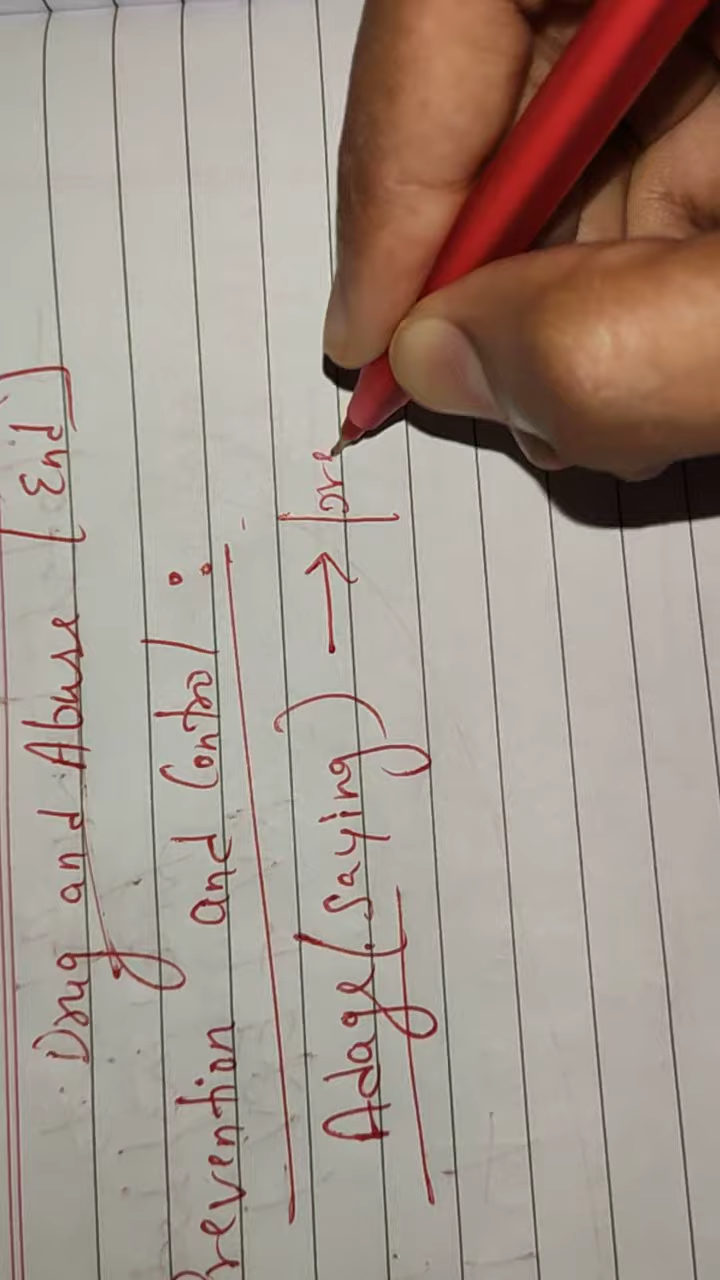 Drug and Abuse [End]
Prevention and Control :
Adage (saying) → Pre